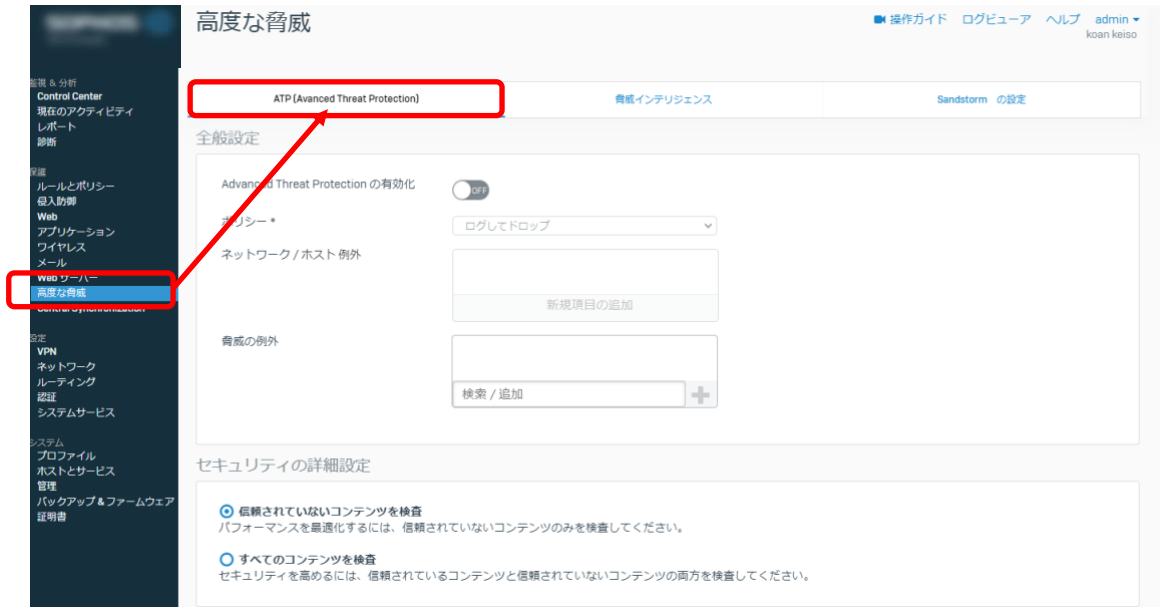 SOPHOS
高度な脅威
操作ガイド ログビューア ヘルプ admin
koan keiso
監視 & 分析
Control Center
現在のアクティビティ
レポート
診断
保護
ルールとポリシー
侵入防御
Web
アプリケーション
ワイヤレス
メール
Web サーバー
高度な脅威
Central Synchronization
設定
VPN
ネットワーク
ルーティング
認証
システムサービス
システム
プロファイル
ホストとサービス
管理
バックアップ&ファームウェア
証明書
ATP (Avanced Threat Protection) 脅威インテリジェンス Sandstorm の設定
全般設定
Advanced Threat Protection の有効化 OFF
ポリシー * ログしてドロップ
ネットワーク / ホスト 例外
新規項目の追加
脅威の例外
検索 / 追加
セキュリティの詳細設定
信頼されていないコンテンツを検査
パフォーマンスを最適化するには、信頼されていないコンテンツのみを検査してください。
すべてのコンテンツを検査
セキュリティを高めるには、信頼されているコンテンツと信頼されていないコンテンツの両方を検査してください。